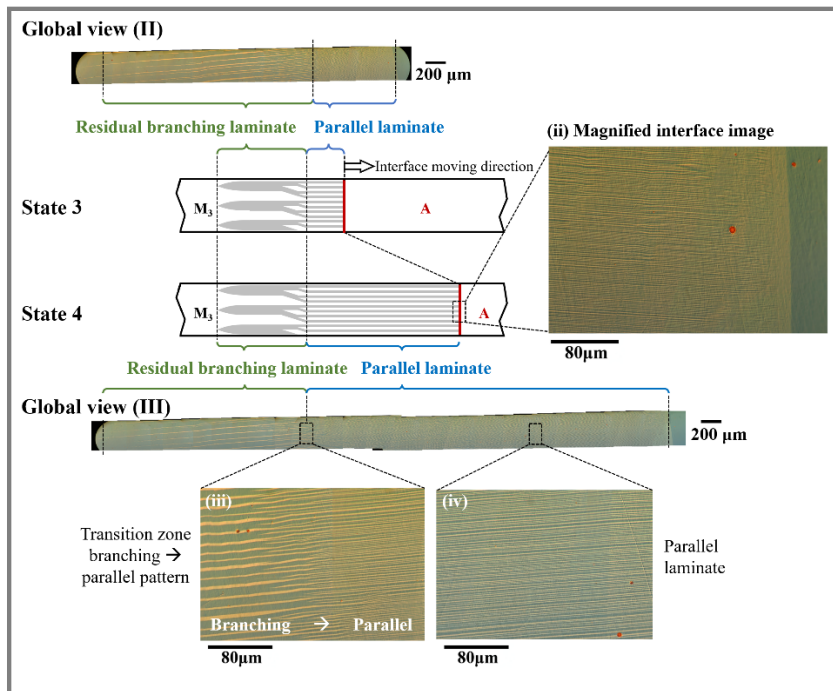 Global view (II)
200 μm
Residual branching laminate
Parallel laminate
(ii) Magnified interface image
Interface moving direction
State 3
M3
A
State 4
M3
A
80μm
Residual branching laminate
Parallel laminate
Global view (III)
200 μm
(iii)
(iv)
Transition zone
branching →
parallel pattern
Parallel
laminate
Branching → Parallel
80μm
80μm